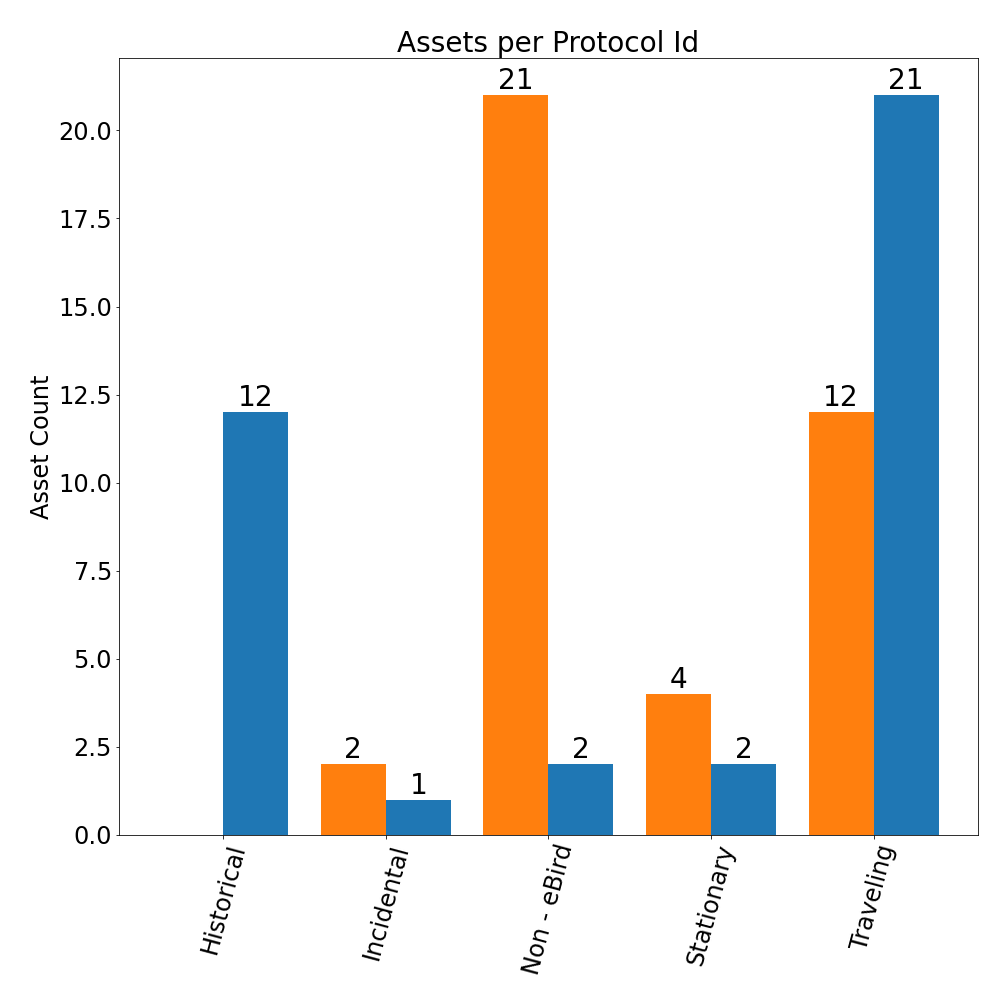 Assets per Protocol Id
21
21
20.0
17.5
15.0
12
12
12.5
Asset Count
10.0
7.5
5.0
4
2.5
2
2
2
1
0.0
Historical
Incidental
Non - eBird
Stationary
Traveling